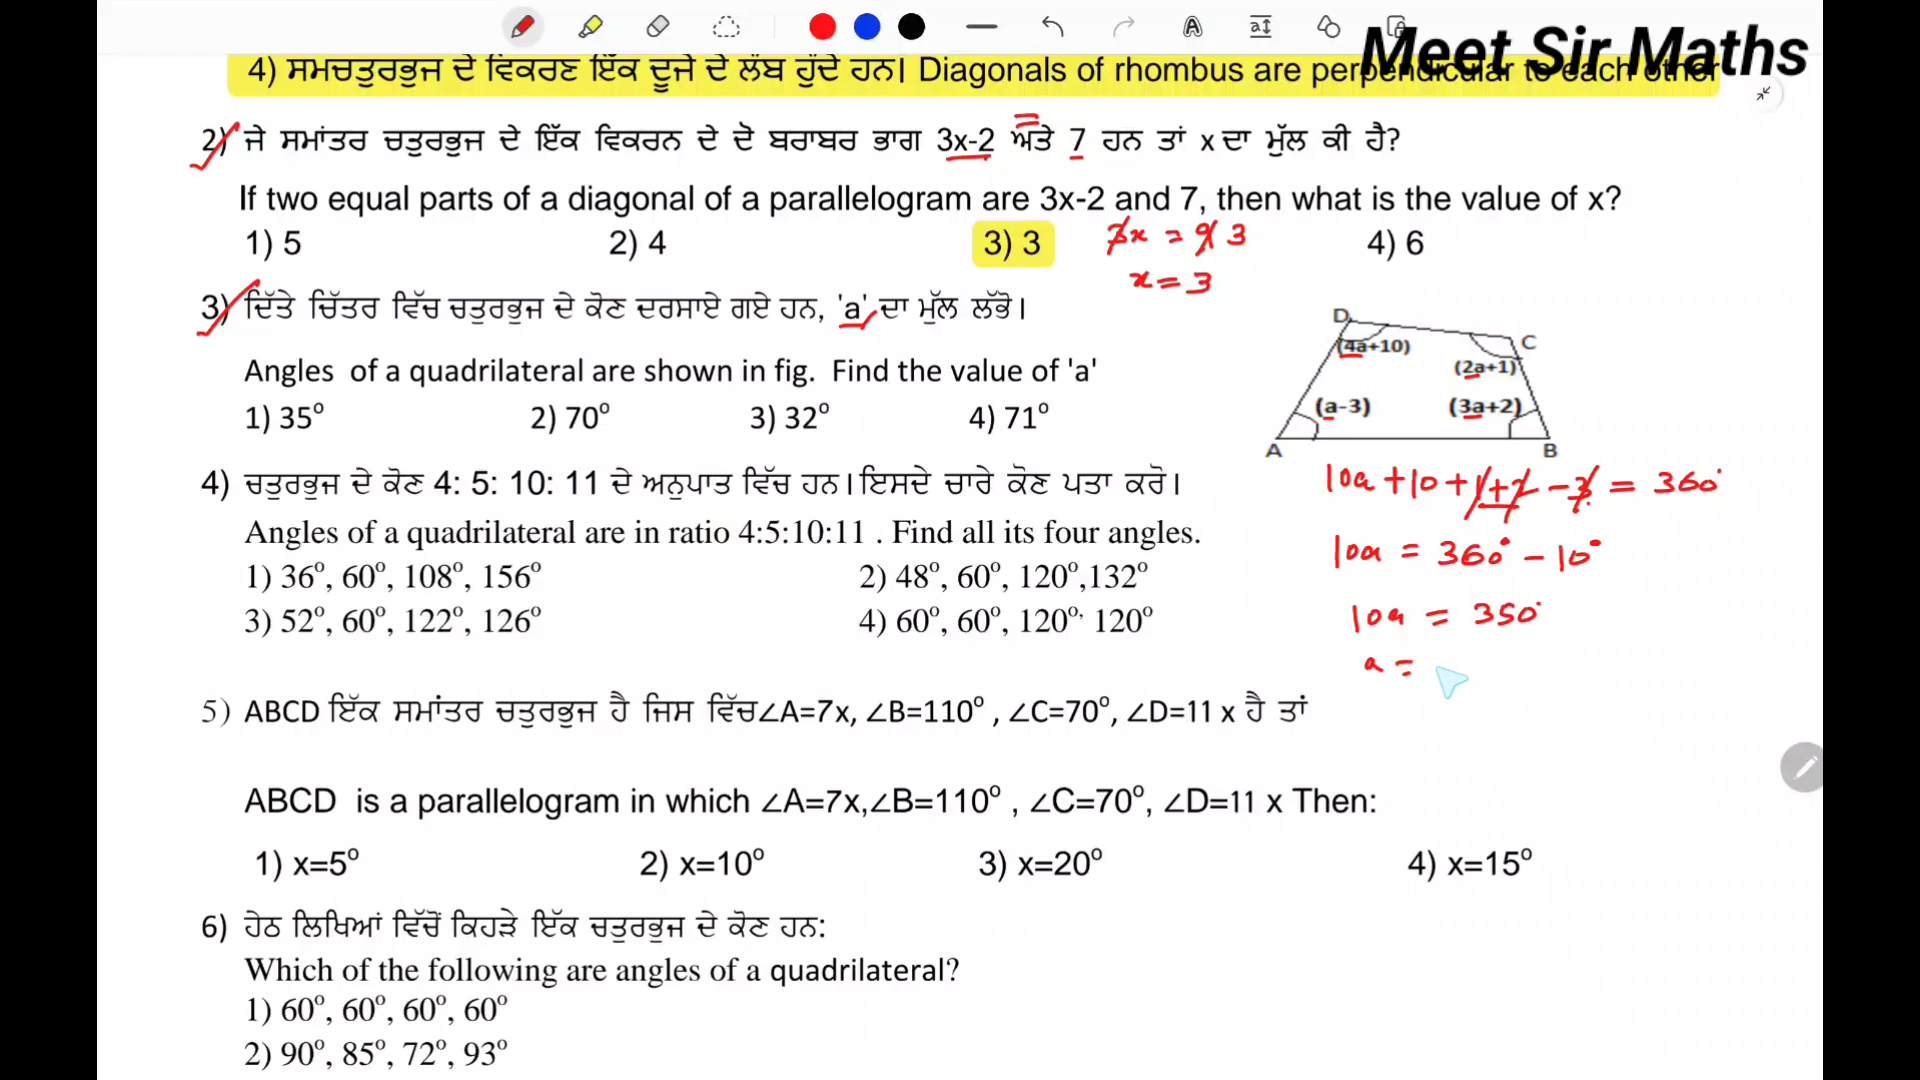 Meet Sir Maths
4) ਸਮਚਤੁਰਭੁਜ ਦੇ ਵਿਕਰਣ ਇੱਕ ਦੂਜੇ ਦੇ ਲੰਬ ਹੁੰਦੇ ਹਨ। Diagonals of rhombus are perpendicular to each other
2) ਜੇ ਸਮਾਂਤਰ ਚਤੁਰਭੁਜ ਦੇ ਇੱਕ ਵਿਕਰਨ ਦੇ ਦੋ ਬਰਾਬਰ ਭਾਗ 3x-2 ਅਤੇ 7 ਹਨ ਤਾਂ x ਦਾ ਮੁੱਲ ਕੀ ਹੈ?
=
If two equal parts of a diagonal of a parallelogram are 3x-2 and 7, then what is the value of x?
1) 5 2) 4 3) 3 4) 6
3x = 9 3
x = 3
3) ਦਿੱਤੇ ਚਿੱਤਰ ਵਿੱਚ ਚਤੁਰਭੁਜ ਦੇ ਕੋਣ ਦਰਸਾਏ ਗਏ ਹਨ, 'a' ਦਾ ਮੁੱਲ ਲੱਭੋ।
Angles of a quadrilateral are shown in fig. Find the value of 'a'
1) 35° 2) 70° 3) 32° 4) 71°
D
C
(4a+10)
(2a+1)
(a-3) (3a+2)
A B
10a + 10 + 1 + 2 - 3 = 360°
10a = 360° - 10°
10a = 350°
a =
4) ਚਤੁਰਭੁਜ ਦੇ ਕੋਣ 4: 5: 10: 11 ਦੇ ਅਨੁਪਾਤ ਵਿੱਚ ਹਨ।ਇਸਦੇ ਚਾਰੇ ਕੋਣ ਪਤਾ ਕਰੋ।
Angles of a quadrilateral are in ratio 4:5:10:11 . Find all its four angles.
1) 36°, 60°, 108°, 156° 2) 48°, 60°, 120°,132°
3) 52°, 60°, 122°, 126° 4) 60°, 60°, 120°, 120°
5) ABCD ਇੱਕ ਸਮਾਂਤਰ ਚਤੁਰਭੁਜ ਹੈ ਜਿਸ ਵਿੱਚ∠A=7x, ∠B=110° , ∠C=70°, ∠D=11 x ਹੈ ਤਾਂ
ABCD is a parallelogram in which ∠A=7x,∠B=110° , ∠C=70°, ∠D=11 x Then:
1) x=5° 2) x=10° 3) x=20° 4) x=15°
6) ਹੇਠ ਲਿਖਿਆਂ ਵਿੱਚੋਂ ਕਿਹੜੇ ਇੱਕ ਚਤੁਰਭੁਜ ਦੇ ਕੋਣ ਹਨ:
Which of the following are angles of a quadrilateral?
1) 60°, 60°, 60°, 60°
2) 90°, 85°, 72°, 93°